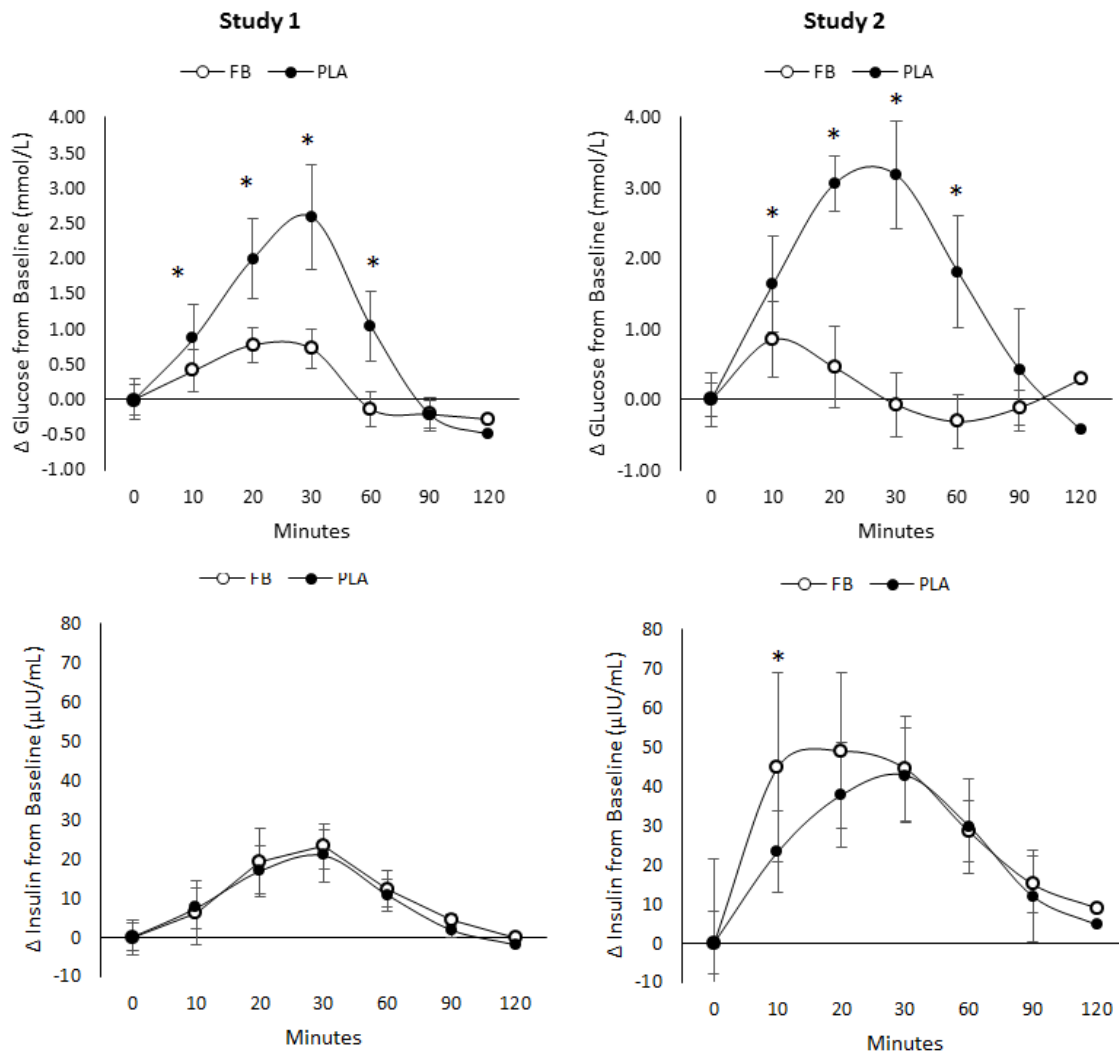 Study 1
Study 2
FB PLA
FB PLA
Δ Glucose from Baseline (mmol/L)
4.00
3.50
3.00
2.50
2.00
1.50
1.00
0.50
0.00
-0.50
-1.00
* * * *
0 10 20 30 60 90 120
Minutes
Δ GLucose from Baseline (mmol/L)
4.00
3.00
2.00
1.00
0.00
-1.00
* * * *
0 10 20 30 60 90 120
Minutes
FB PLA
FB PLA
Δ Insulin from Baseline (µIU/mL)
80
70
60
50
40
30
20
10
0
-10
0 10 20 30 60 90 120
Minutes
Δ Insulin from Baseline (µIU/mL)
80
70
60
50
40
30
20
10
0
-10
*
0 10 20 30 60 90 120
Minutes